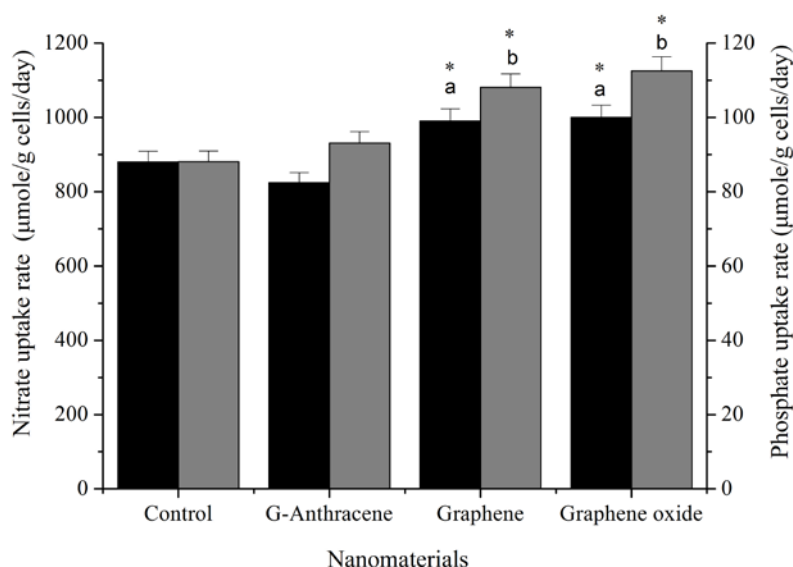 Nitrate uptake rate (μmole/g cells/day)
1200
1000
800
600
400
200
0
*
a
*
b
*
a
*
b
120
100
80
60
40
20
0
Phosphate uptake rate (μmole/g cells/day)
Control
G-Anthracene
Graphene
Graphene oxide
Nanomaterials